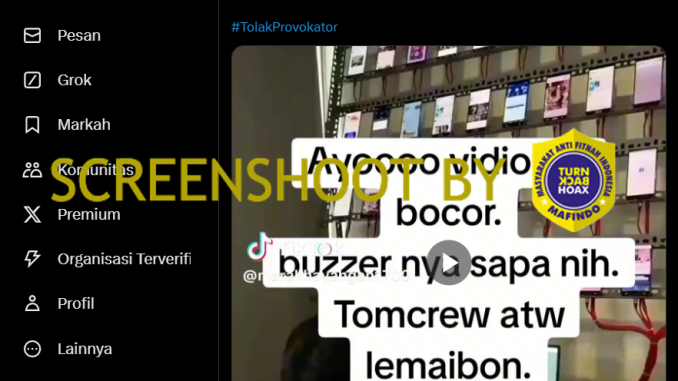 Pesan
Grok
Markah
Komunitas
Premium
Organisasi Terverifi
Profil
Lainnya
#TolakProvokator
Ayoooo vidio
bocor.
buzzer nya sapa nih.
Tomcrew atw
lemaibon.
TikTok
SCREENSHOOT BY
MASYARAKAT ANTI FITNAH INDONESIA
TURN
BACK
HOAX
MAFINDO